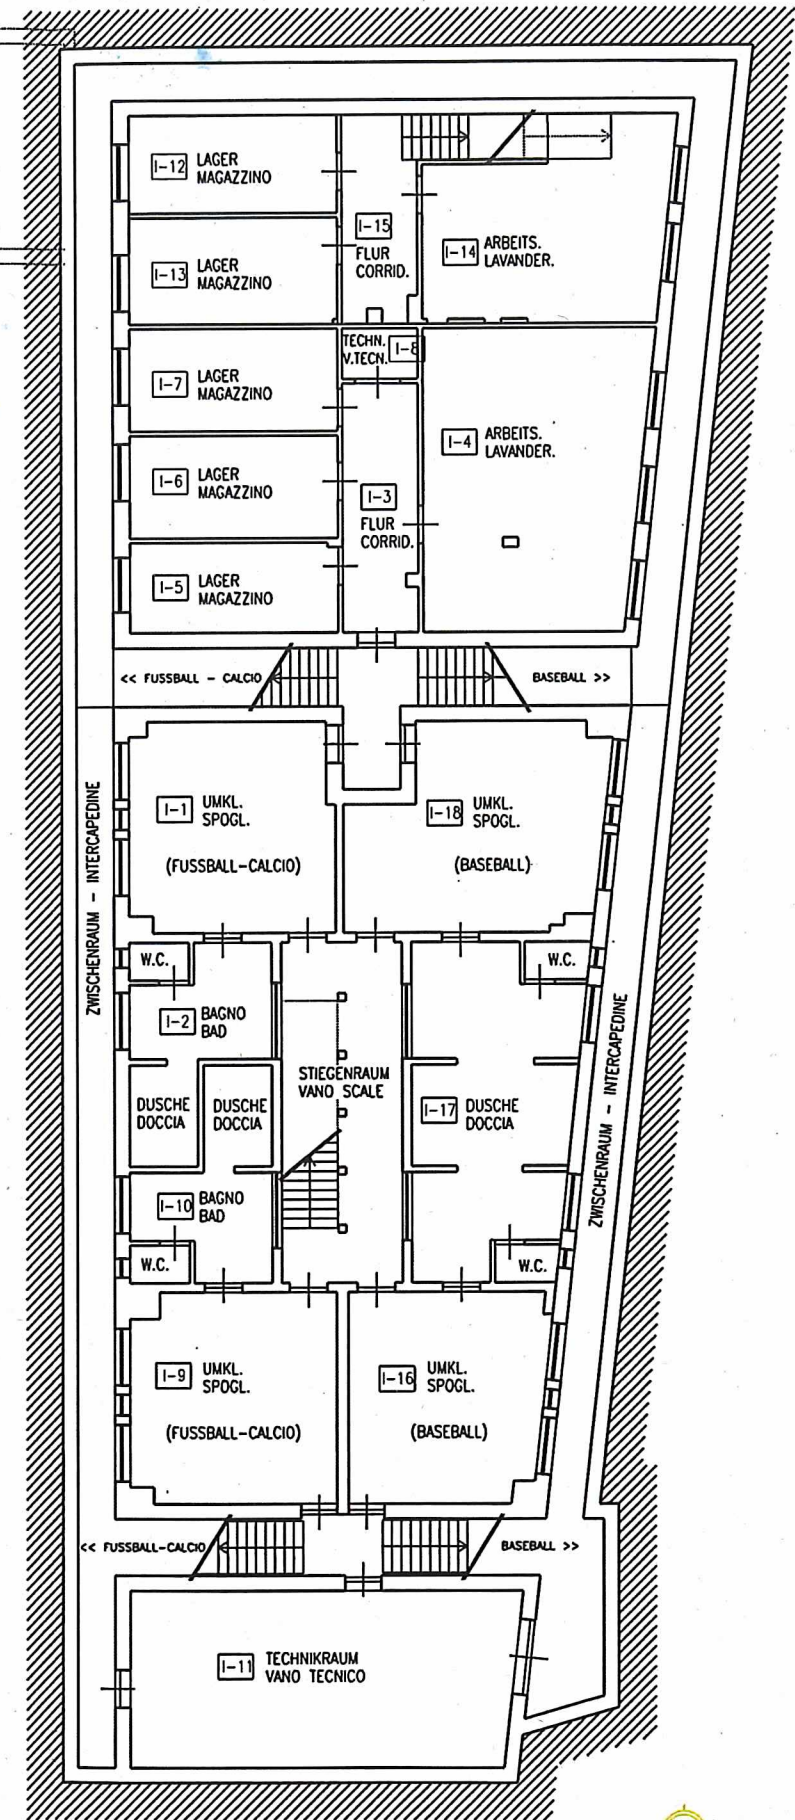 I-12 LAGER
MAGAZZINO
I-15
FLUR
CORRID.
I-14 ARBEITS.
LAVANDER.
I-13 LAGER
MAGAZZINO
TECHN.
V.TECN. I-8
I-7 LAGER
MAGAZZINO
I-4 ARBEITS.
LAVANDER.
I-6 LAGER
MAGAZZINO
I-3
FLUR
CORRID.
I-5 LAGER
MAGAZZINO
<< FUSSBALL - CALCIO
BASEBALL >>
ZWISCHENRAUM - INTERCAPEDINE
I-1 UMKL.
SPOGL.
(FUSSBALL-CALCIO)
I-18 UMKL.
SPOGL.
(BASEBALL)
W.C.
W.C.
I-2 BAGNO
BAD
STIEGENRAUM
VANO SCALE
DUSCHE
DOCCIA
DUSCHE
DOCCIA
I-17 DUSCHE
DOCCIA
ZWISCHENRAUM - INTERCAPEDINE
I-10 BAGNO
BAD
W.C.
W.C.
I-9 UMKL.
SPOGL.
(FUSSBALL-CALCIO)
I-16 UMKL.
SPOGL.
(BASEBALL)
<< FUSSBALL-CALCIO
BASEBALL >>
I-11 TECHNIKRAUM
VANO TECNICO